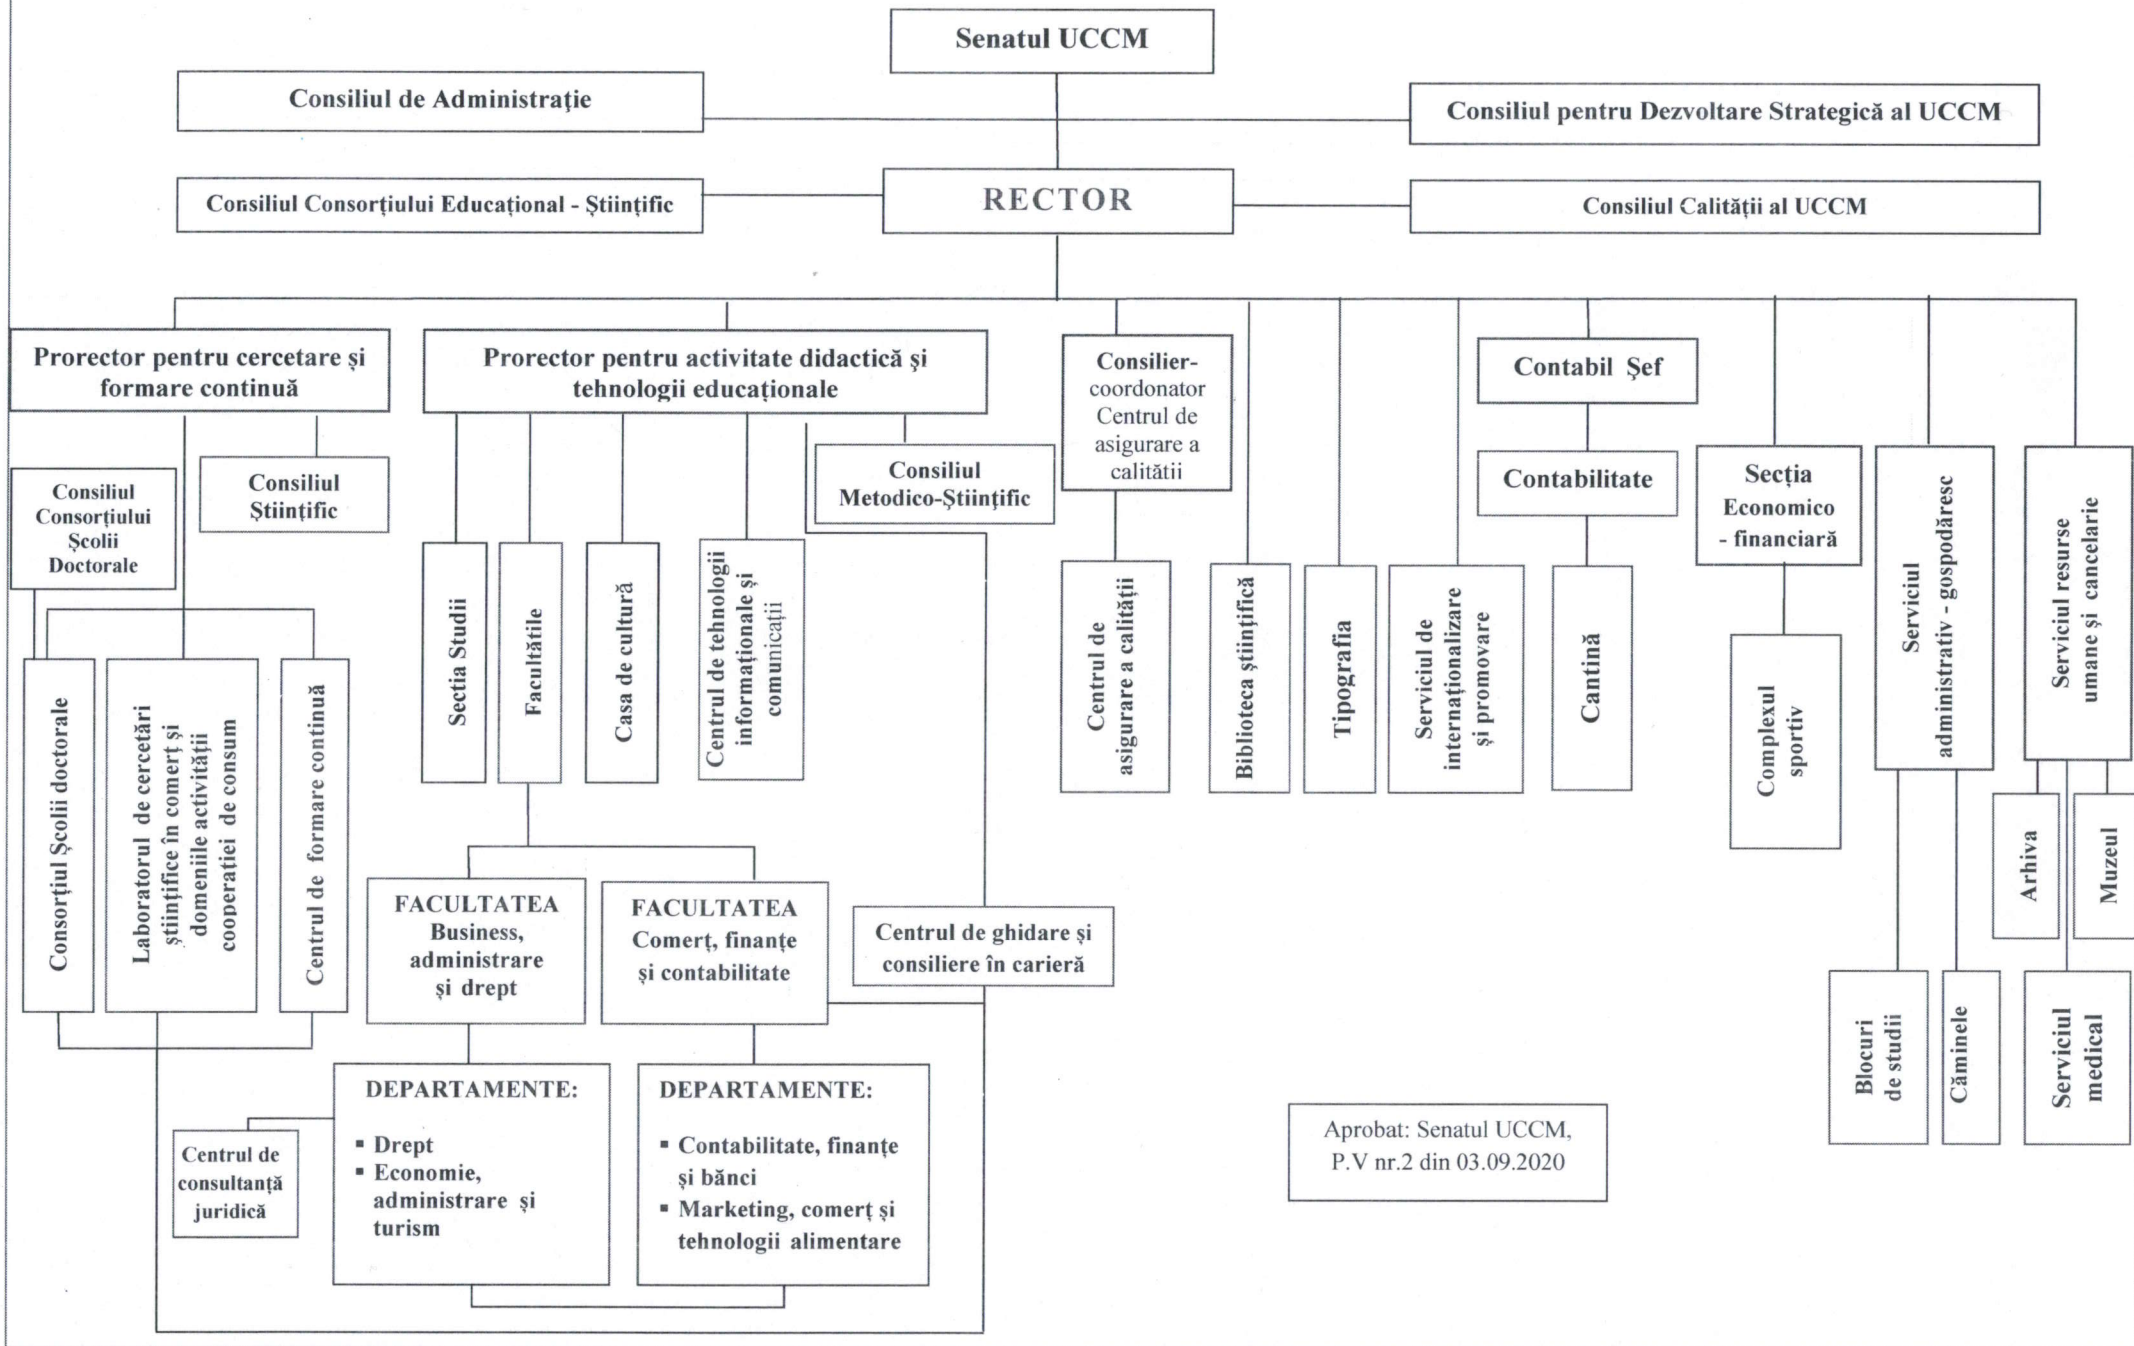 Senatul UCCM
Consiliul de Administraţie
Consiliul pentru Dezvoltare Strategică al UCCM
Consiliul Consorțiului Educațional - Științific
RECTOR
Consiliul Calității al UCCM
Prorector pentru cercetare și
formare continuă
Prorector pentru activitate didactică și
tehnologii educaționale
Consilier-
coordonator
Centrul de
asigurare a
calitătii
Contabil Şef
Consiliul
Consorțiului
Școlii
Doctorale
Consiliul
Științific
Consiliul
Metodico-Științific
Contabilitate
Secția
Economico
- financiară
Serviciul
administrativ - gospodăresc
Serviciul resurse
umane și cancelarie
Sectia Studii
Facultățile
Casa de cultură
Centrul de tehnologii
informaționale și
comunicații
Centrul de
asigurare a calității
Biblioteca științifică
Tipografia
Serviciul de
internaționalizare
și promovare
Cantină
Complexul
sportiv
Consorțiul Școlii doctorale
Laboratorul de cercetări
științifice în comerț și
domeniile activității
cooperației de consum
Centrul de formare continuă
Arhiva
Muzeul
FACULTATEA
Business,
administrare
și drept
FACULTATEA
Comerț, finanțe
și contabilitate
Centrul de ghidare și
consiliere în carieră
Blocuri
de studii
Căminele
Serviciul
medical
DEPARTAMENTE:
▪ Drept
▪ Economie,
administrare și
turism
DEPARTAMENTE:
▪ Contabilitate, finanțe
și bănci
▪ Marketing, comerț și
tehnologii alimentare
Centrul de
consultanță
juridică
Aprobat: Senatul UCCM,
P.V nr.2 din 03.09.2020